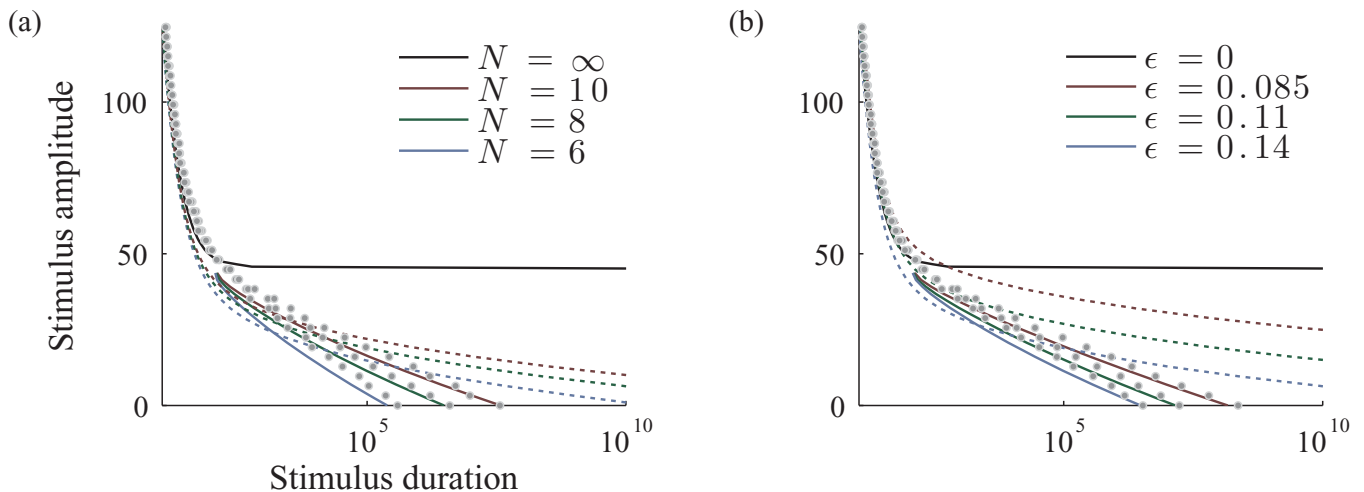 (a)
N = ∞
N = 10
N = 8
N = 6
100
50
0
10^5
10^10
Stimulus amplitude
Stimulus duration
(b)
ϵ = 0
ϵ = 0.085
ϵ = 0.11
ϵ = 0.14
100
50
0
10^5
10^10